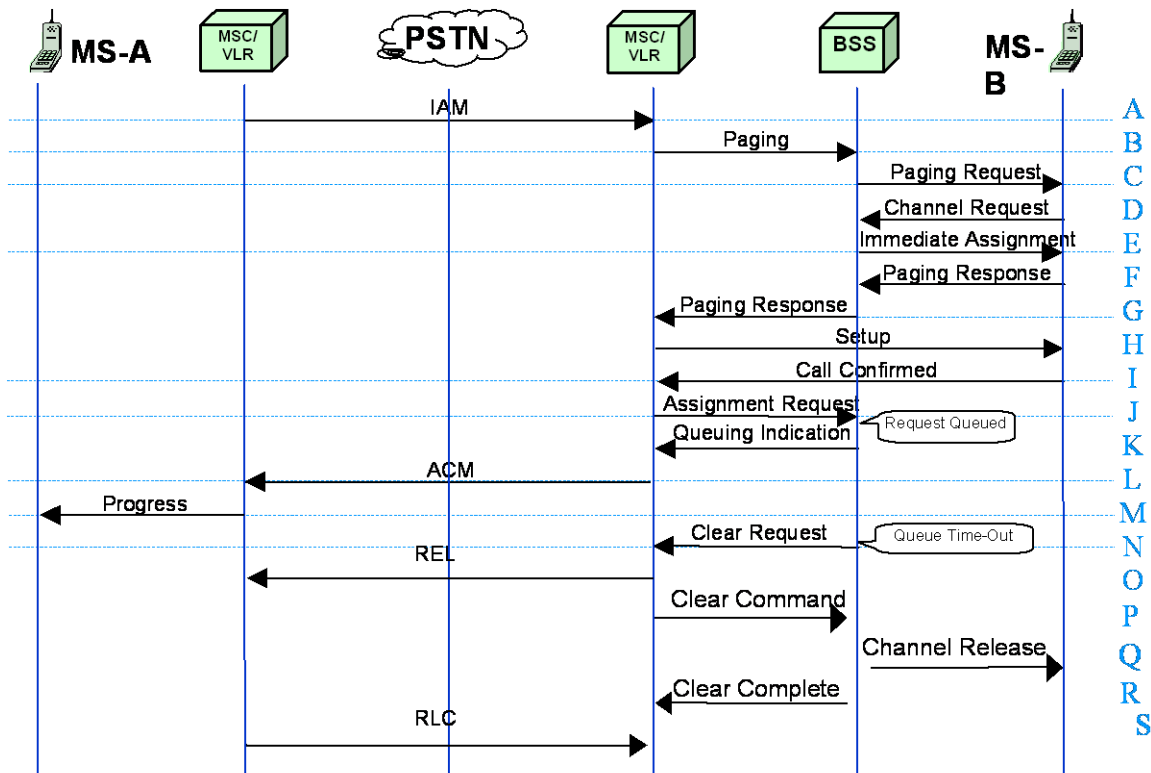 MS-A
MSC/
VLR
PSTN
MSC/
VLR
BSS
MS-
B
IAM
A
Paging
B
Paging Request
C
Channel Request
D
Immediate Assignment
E
Paging Response
F
Paging Response
G
Setup
H
Call Confirmed
I
Assignment Request
J
Request Queued
Queuing Indication
K
ACM
L
Progress
M
Clear Request
Queue Time-Out
N
REL
O
Clear Command
P
Channel Release
Q
Clear Complete
R
RLC
S